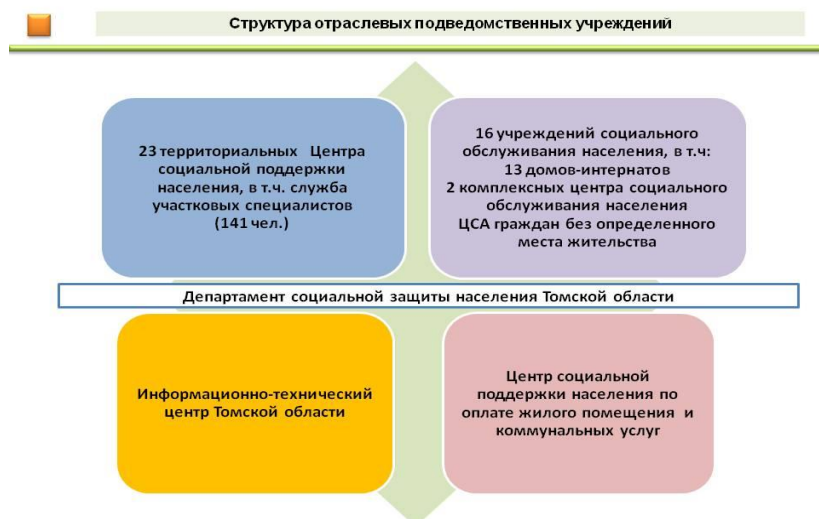 Структура отраслевых подведомственных учреждений
23 территориальных Центра
социальной поддержки
населения, в т.ч. служба
участковых специалистов
(141 чел.)
16 учреждений социального
обслуживания населения, в т.ч:
13 домов-интернатов
2 комплексных центра социального
обслуживания населения
ЦСА граждан без определенного
места жительства
Департамент социальной защиты населения Томской области
Информационно-технический
центр Томской области
Центр социальной
поддержки населения по
оплате жилого помещения и
коммунальных услуг